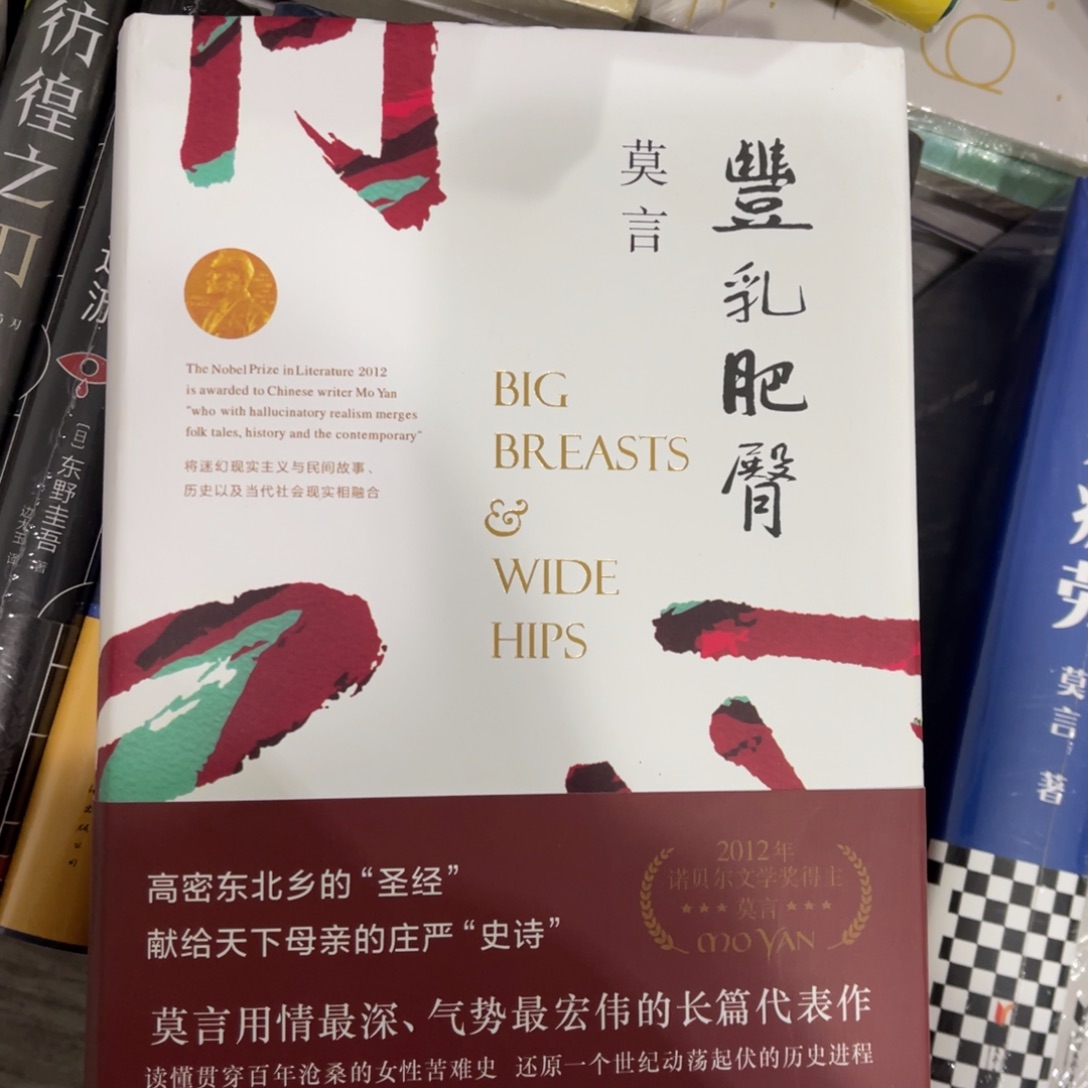 豐乳肥臀
莫言
The Nobel Prize in Literature 2012
is awarded to Chinese writer Mo Yan
"who with hallucinatory realism merges
folk tales, history and the contemporary"
将迷幻现实主义与民间故事、
历史以及当代社会现实相融合
BIG
BREASTS
&
WIDE
HIPS
高密东北乡的“圣经”
献给天下母亲的庄严“史诗”
2012年
诺贝尔文学奖得主
★★★莫言★★★
MO YAN
莫言用情最深、气势最宏伟的长篇代表作
读懂贯穿百年沧桑的女性苦难史 还原一个世纪动荡起伏的历史进程
彷徨之刃
[日]东野圭吾 著
莫言 著